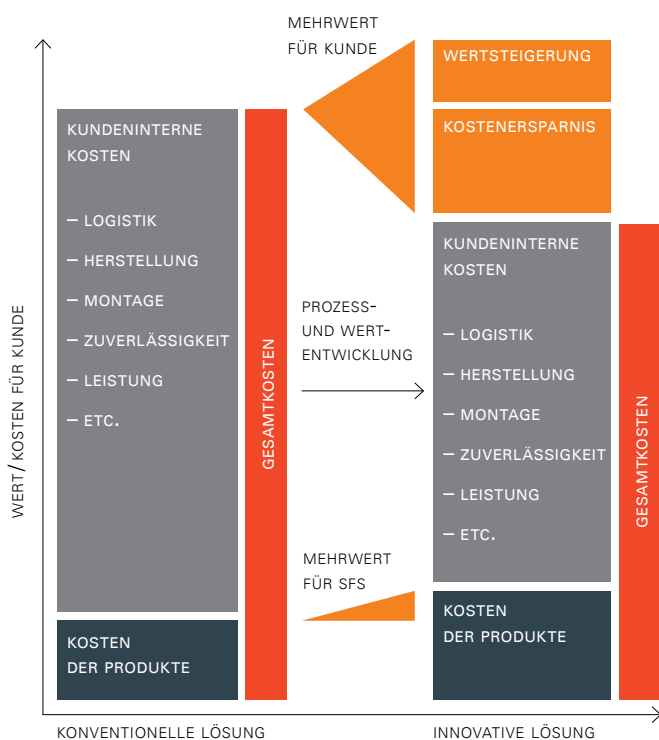 MEHRWERT
FÜR KUNDE
WERTSTEIGERUNG
KOSTENERSPARNIS
KUNDENINTERNE
KOSTEN
– LOGISTIK
– HERSTELLUNG
– MONTAGE
– ZUVERLÄSSIGKEIT
– LEISTUNG
– ETC.
GESAMTKOSTEN
PROZESS-
UND WERT-
ENTWICKLUNG
KUNDENINTERNE
KOSTEN
– LOGISTIK
– HERSTELLUNG
– MONTAGE
– ZUVERLÄSSIGKEIT
– LEISTUNG
– ETC.
GESAMTKOSTEN
WERT/KOSTEN FÜR KUNDE
MEHRWERT
FÜR SFS
KOSTEN
DER PRODUKTE
KOSTEN
DER PRODUKTE
KONVENTIONELLE LÖSUNG
INNOVATIVE LÖSUNG